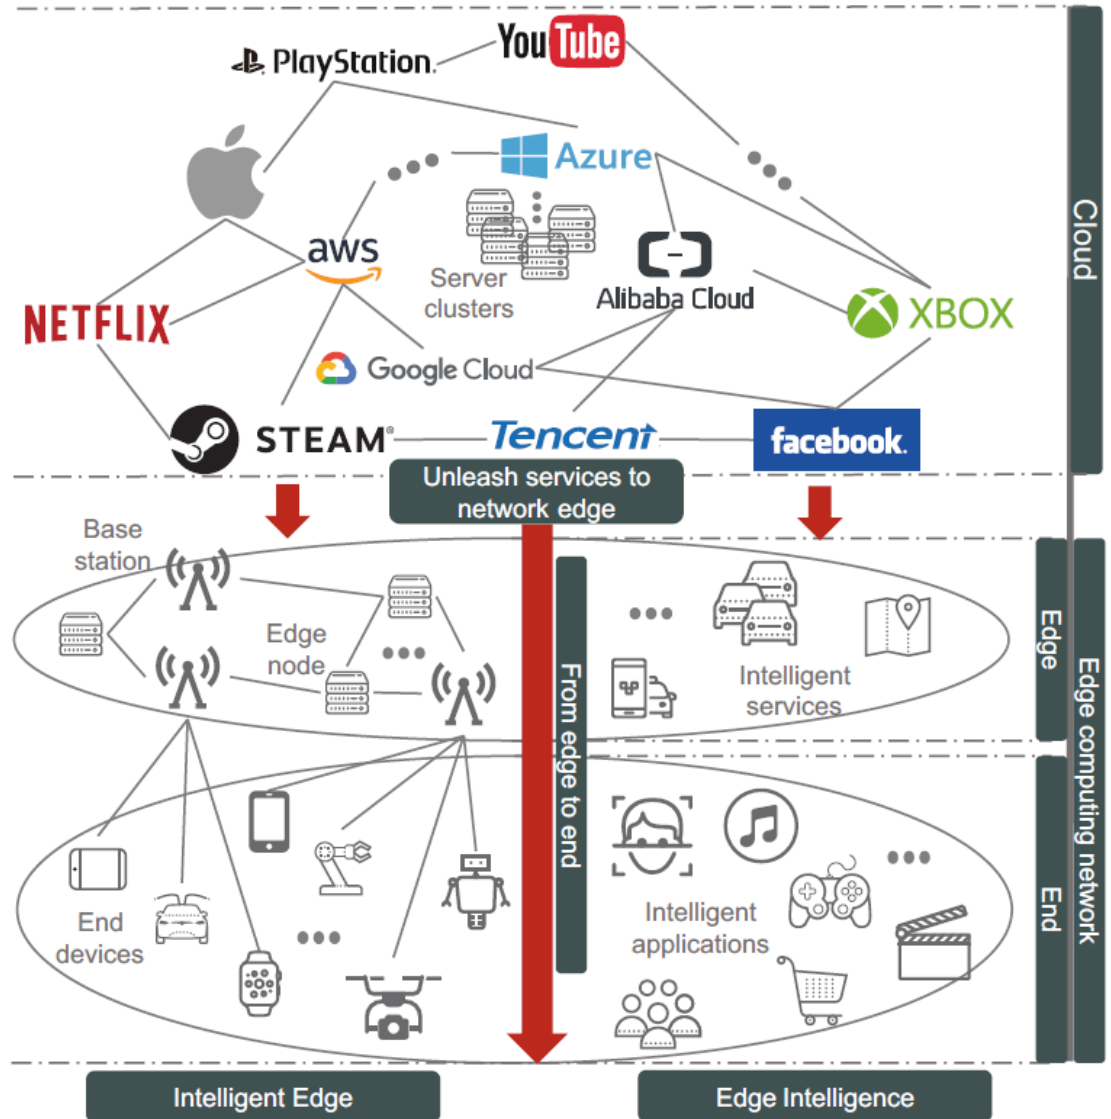 YouTube
PlayStation.
Azure
aws
Server
clusters
Alibaba Cloud
NETFLIX
XBOX
Google Cloud
STEAM®
Tencent
facebook.
Cloud
Unleash services to
network edge
Base
station
Edge
node
Intelligent
services
Edge
From edge to end
Edge computing network
End
devices
Intelligent
applications
End
Intelligent Edge
Edge Intelligence